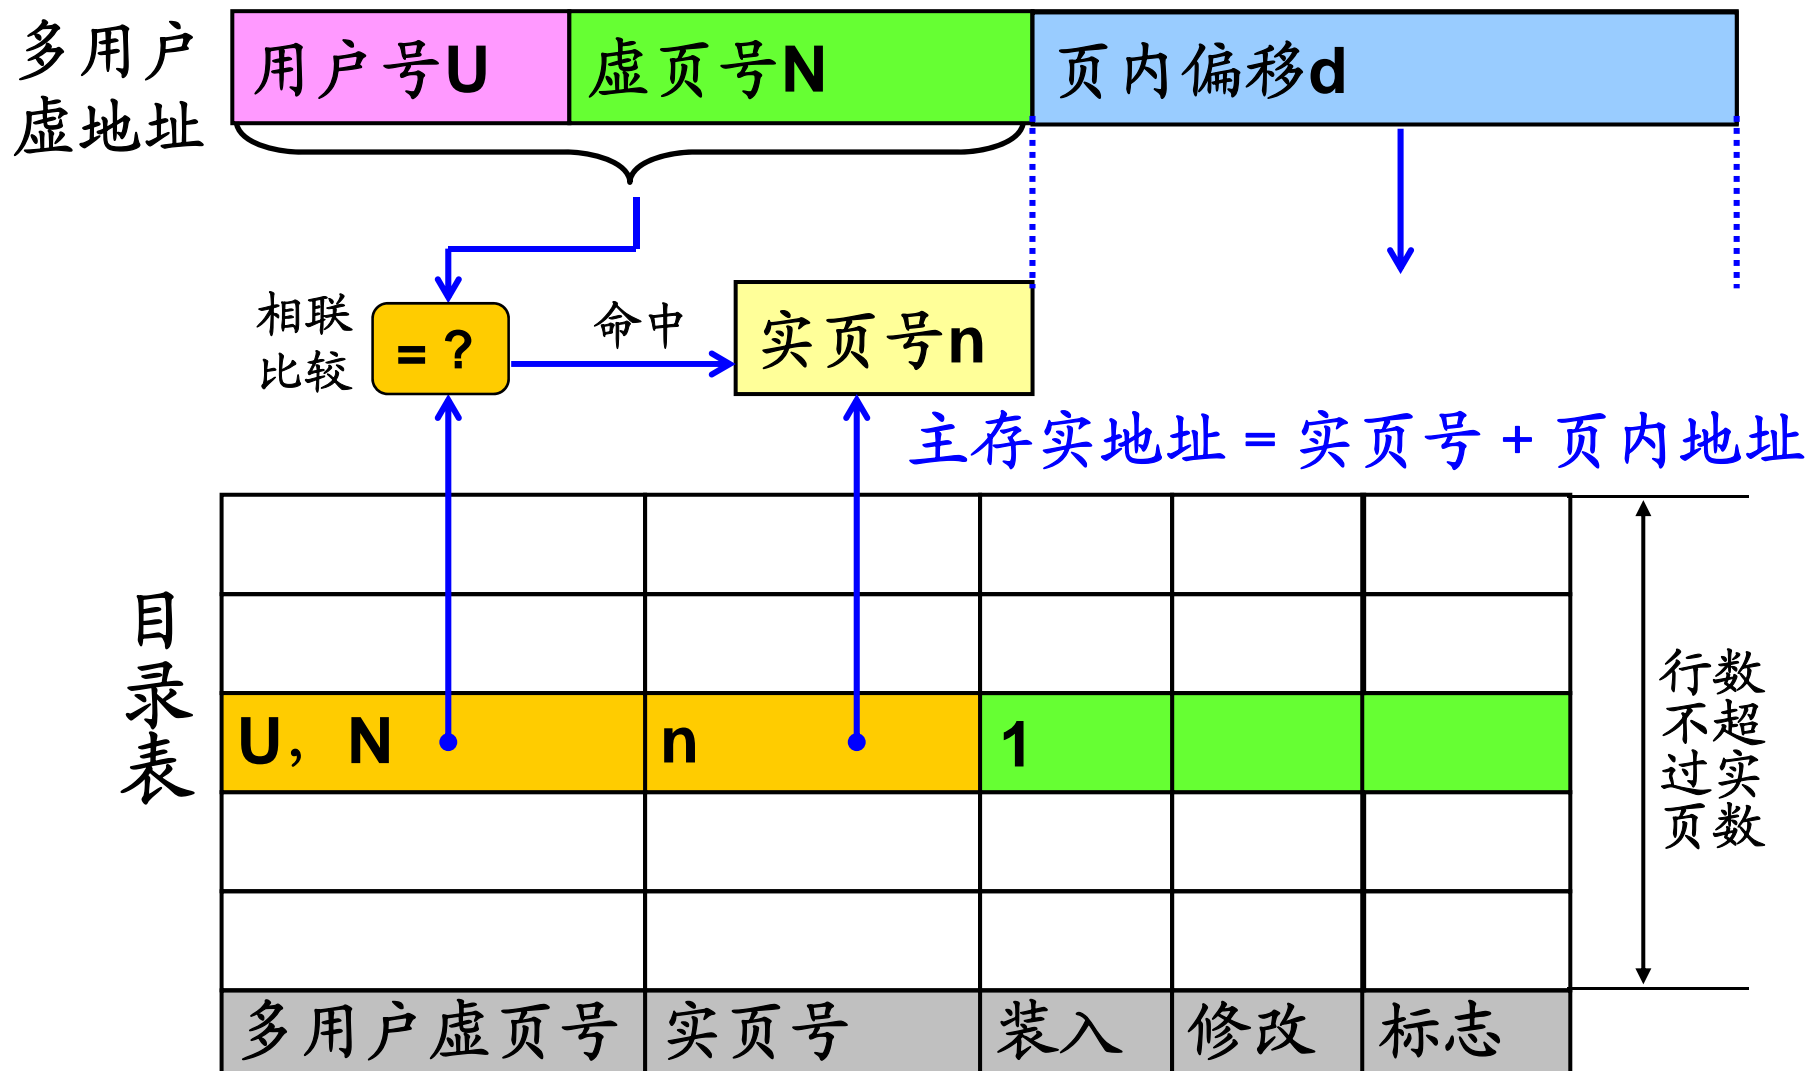 多用户
虚地址
用户号U
虚页号N
页内偏移d
相联
比较
= ?
命中
实页号n
主存实地址 = 实页号 + 页内地址
目
录
表
U，N
n
1
行数
不超
过实
页数
多用户虚页号
实页号
装入
修改
标志